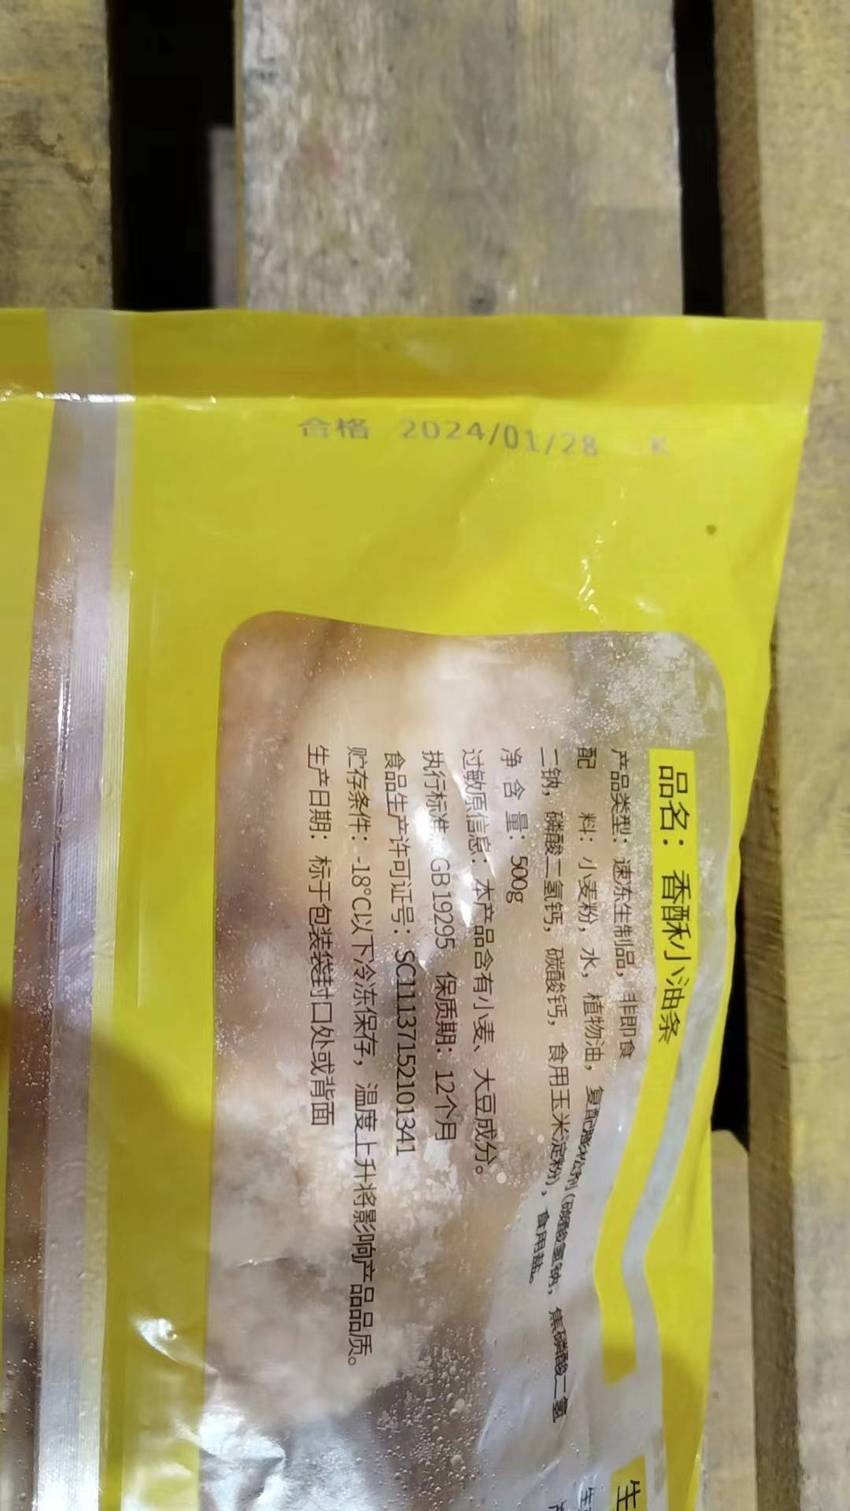 合格 2024/01/28 K
品名：香酥小油条
产品类型：速冻生制品，非即食
配 料：小麦粉，水，植物油，复配膨松剂（碳酸氢钠，焦磷酸二氢
二钠，磷酸二氢钙，碳酸钙，食用玉米淀粉），食用盐。
净 含 量：500g
过敏原信息：本产品含有小麦、大豆成分。
执行标准：GB19295 保质期：12个月
食品生产许可证号：SC11137152101341
贮存条件：-18℃以下冷冻保存，温度上升将影响产品品质。
生产日期：标于包装袋封口处或背面
生